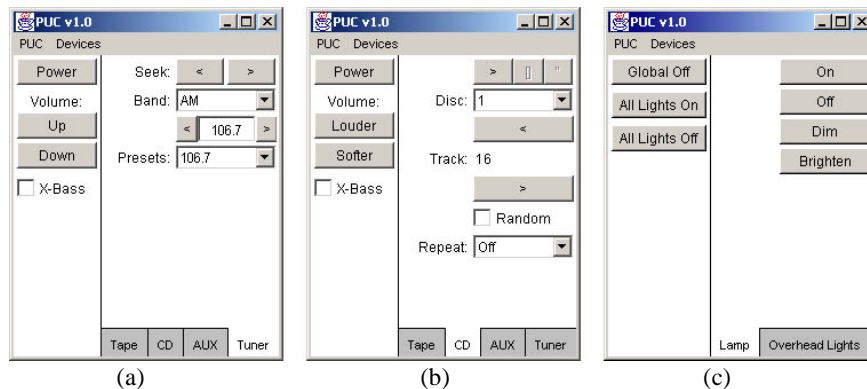 PUC v1.0
PUC Devices
Power
Volume:
Up
Down
X-Bass
Seek: < >
Band: AM
< 106.7 >
Presets: 106.7
Tape CD AUX Tuner
(a)
PUC v1.0
PUC Devices
Power
Volume:
Louder
Softer
X-Bass
> [] "
Disc: 1
<
Track: 16
>
Random
Repeat: Off
Tape CD AUX Tuner
(b)
PUC v1.0
PUC Devices
Global Off
All Lights On
All Lights Off
On
Off
Dim
Brighten
Lamp Overhead Lights
(c)